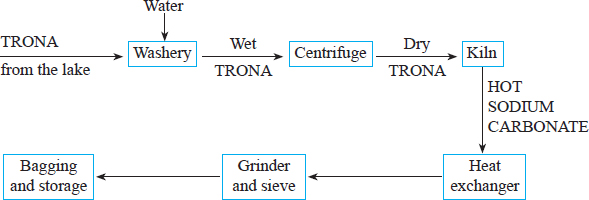 Water
TRONA
from the lake
Washery
Wet
TRONA
Centrifuge
Dry
TRONA
Kiln
HOT
SODIUM
CARBONATE
Heat
exchanger
Grinder
and sieve
Bagging
and storage